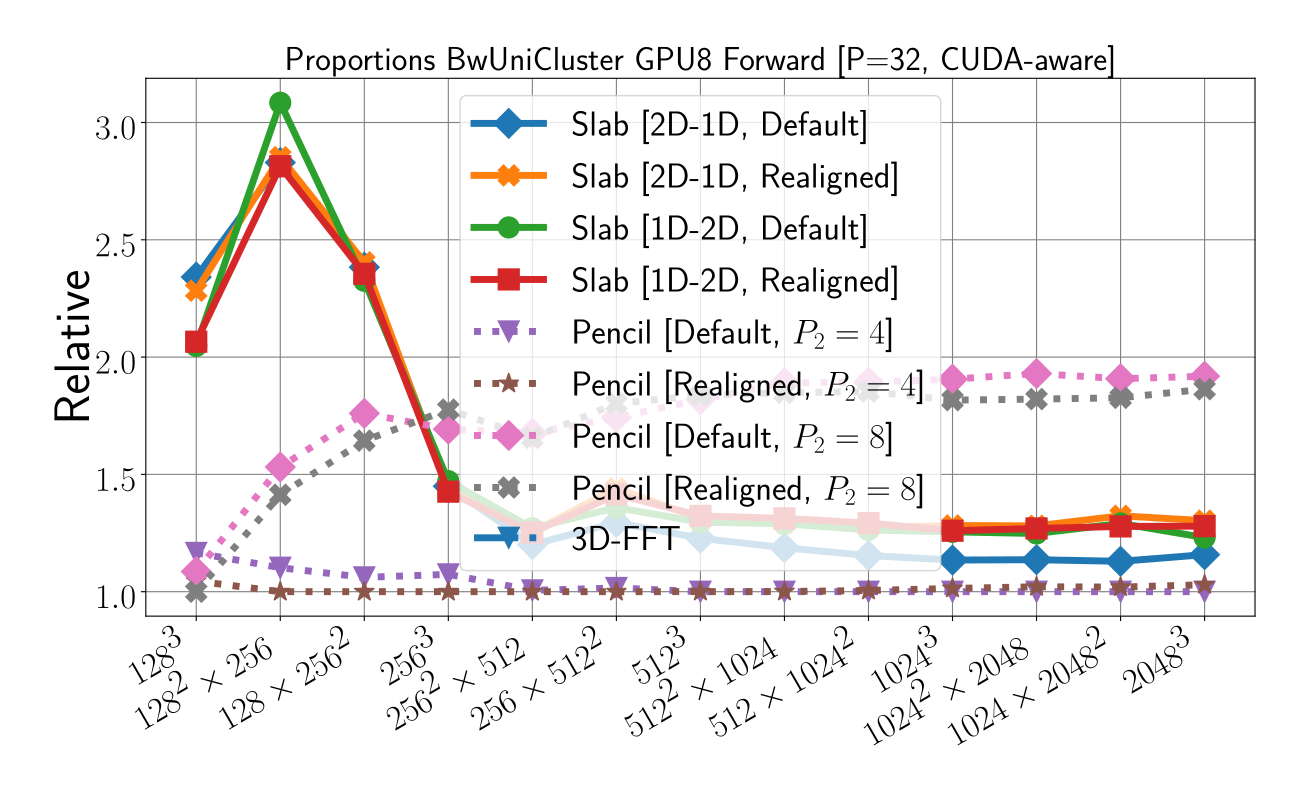 Proportions BwUniCluster GPU8 Forward [P=32, CUDA-aware]
Relative
3.0
2.5
2.0
1.5
1.0
Slab [2D-1D, Default]
Slab [2D-1D, Realigned]
Slab [1D-2D, Default]
Slab [1D-2D, Realigned]
Pencil [Default, P₂ = 4]
Pencil [Realigned, P₂ = 4]
Pencil [Default, P₂ = 8]
Pencil [Realigned, P₂ = 8]
3D-FFT
128³
128² × 256
128 × 256²
256³
256² × 512
256 × 512²
512³
512² × 1024
512 × 1024²
1024³
1024² × 2048
1024 × 2048²
2048³